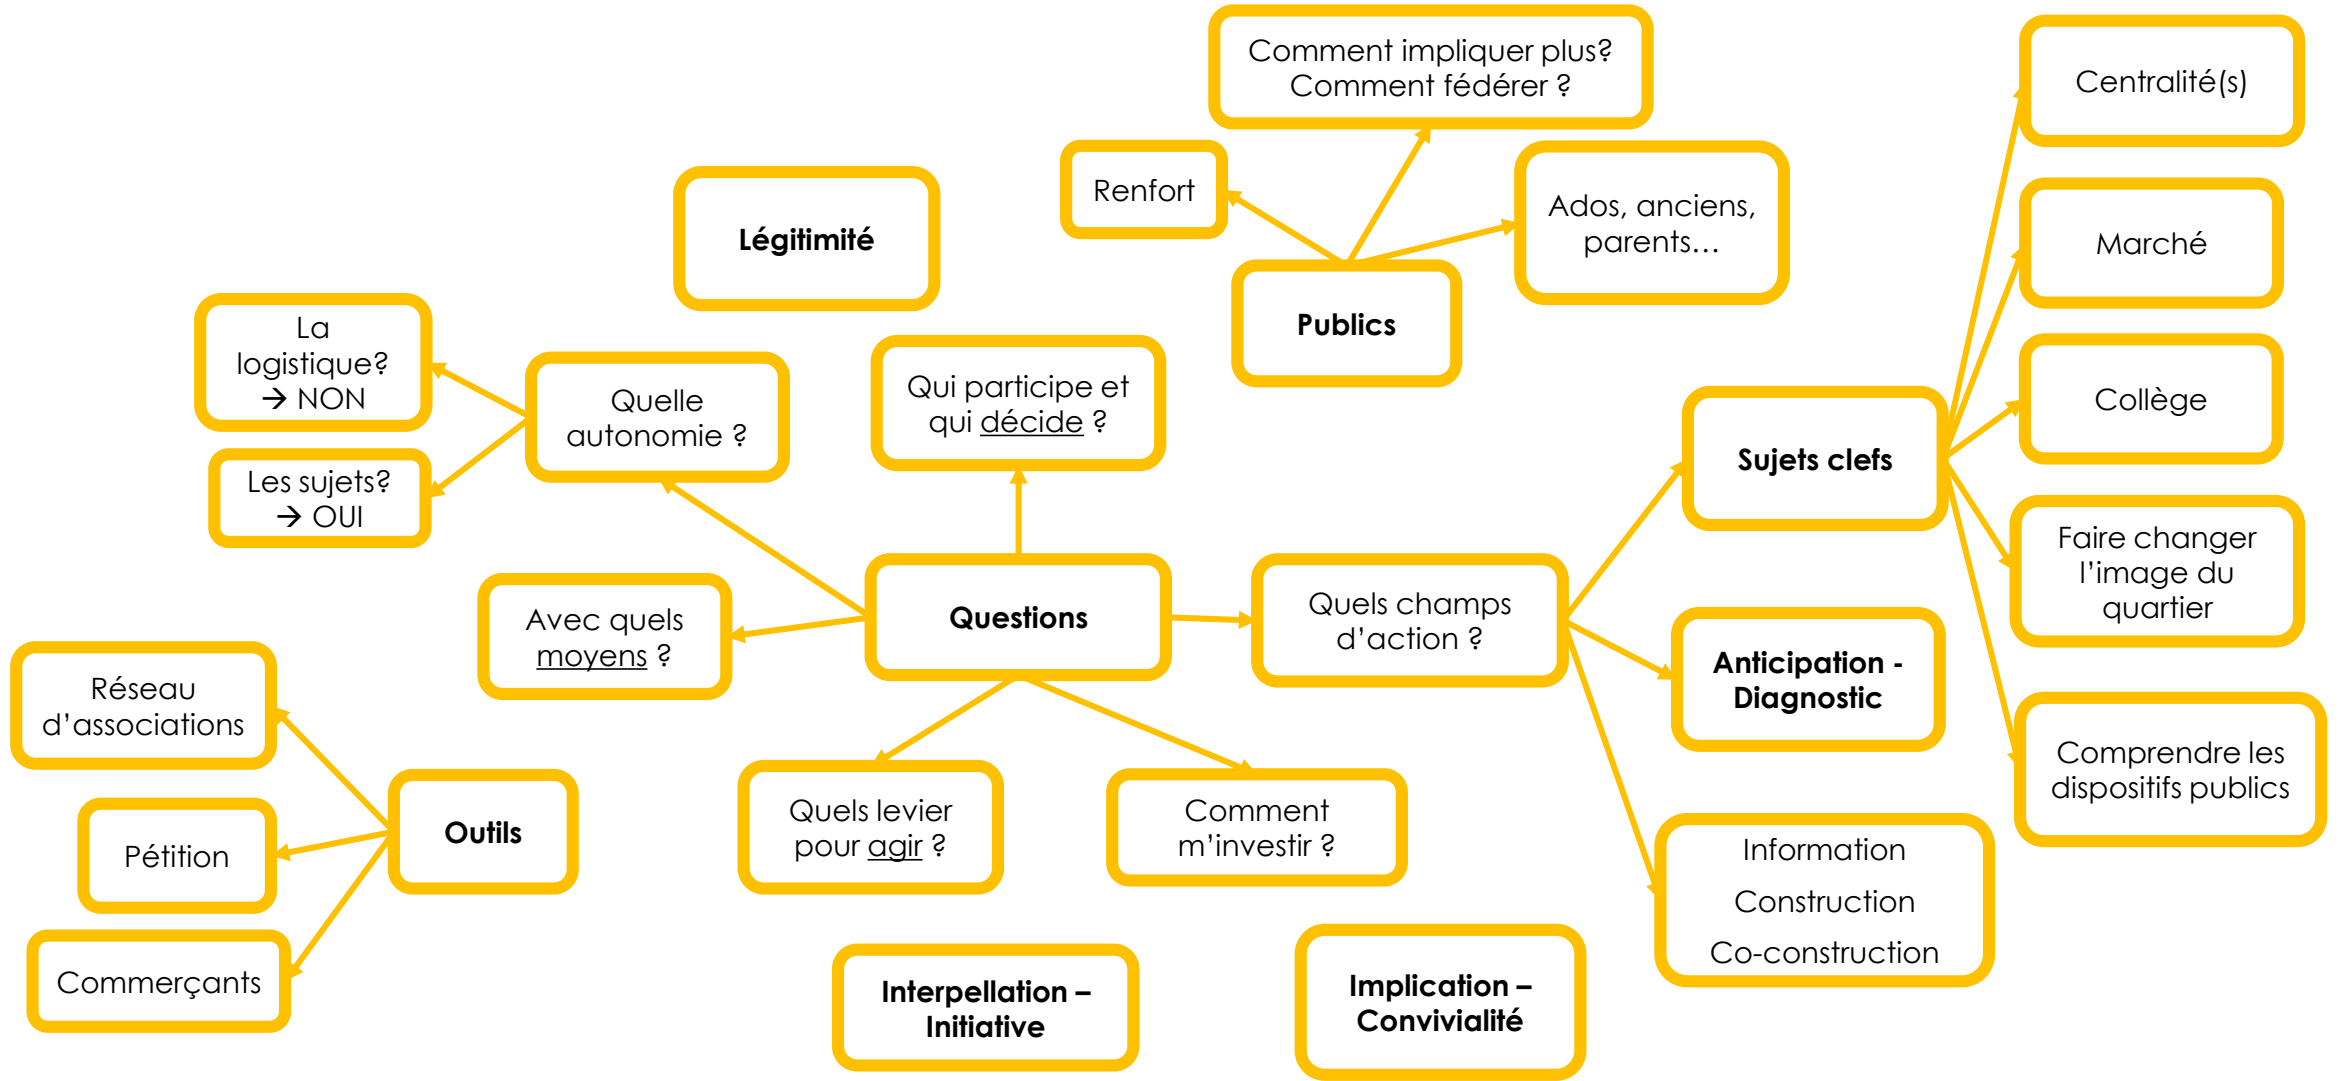 Comment impliquer plus?
Comment fédérer ?
Centralité(s)
Renfort
Ados, anciens,
parents…
Légitimité
Marché
Publics
La
logistique?
→ NON
Quelle
autonomie ?
Qui participe et
qui décide ?
Collège
Sujets clefs
Les sujets?
→ OUI
Faire changer
l’image du
quartier
Avec quels
moyens ?
Questions
Quels champs
d’action ?
Anticipation -
Diagnostic
Réseau
d’associations
Comprendre les
dispositifs publics
Outils
Quels levier
pour agir ?
Comment
m’investir ?
Pétition
Information
Construction
Co-construction
Commerçants
Interpellation –
Initiative
Implication –
Convivialité